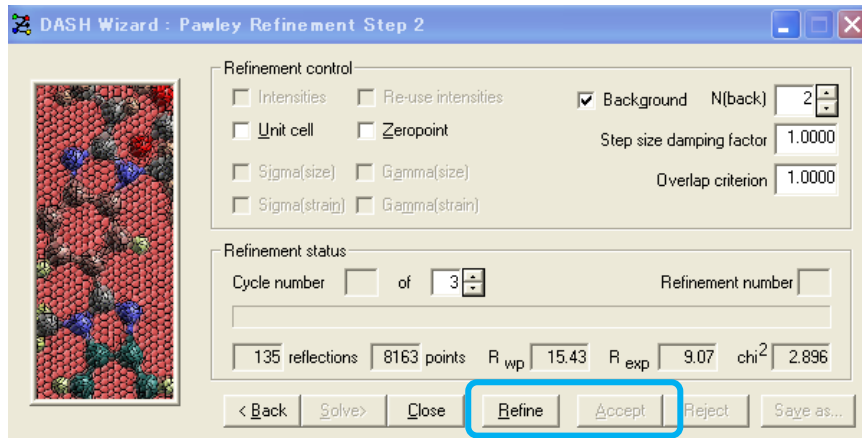 DASH Wizard : Pawley Refinement Step 2
Refinement control
Intensities Re-use intensities Background N(back) 2
Unit cell Zeropoint Step size damping factor 1.0000
Sigma(size) Gamma(size) Overlap criterion 1.0000
Sigma(strain) Gamma(strain)
Refinement status
Cycle number of 3 Refinement number
135 reflections 8163 points R wp 15.43 R exp 9.07 chi2 2.896
< Back Solve> Close Refine Accept Reject Save as...